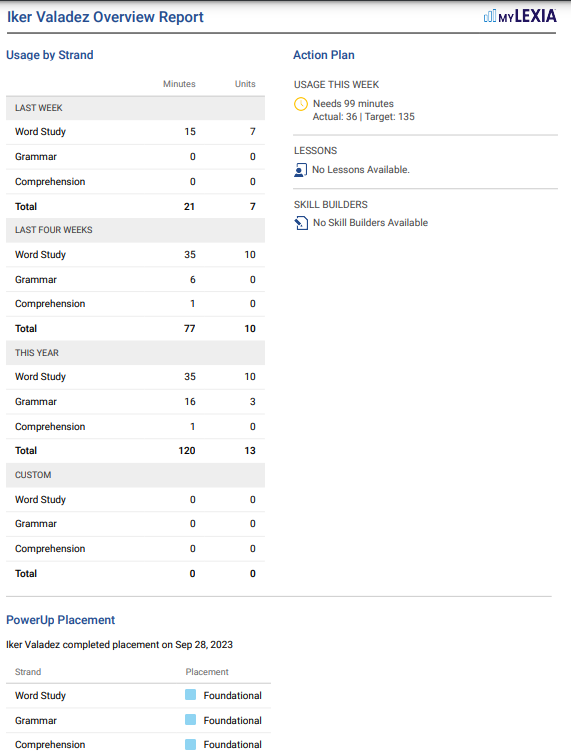 Iker Valadez Overview Report
myLEXIA
Usage by Strand
Minutes Units
LAST WEEK
Word Study 15 7
Grammar 0 0
Comprehension 0 0
Total 21 7
LAST FOUR WEEKS
Word Study 35 10
Grammar 6 0
Comprehension 1 0
Total 77 10
THIS YEAR
Word Study 35 10
Grammar 16 3
Comprehension 1 0
Total 120 13
CUSTOM
Word Study 0 0
Grammar 0 0
Comprehension 0 0
Total 0 0
Action Plan
USAGE THIS WEEK
Needs 99 minutes
Actual: 36 | Target: 135
LESSONS
No Lessons Available.
SKILL BUILDERS
No Skill Builders Available
PowerUp Placement
Iker Valadez completed placement on Sep 28, 2023
Strand Placement
Word Study Foundational
Grammar Foundational
Comprehension Foundational